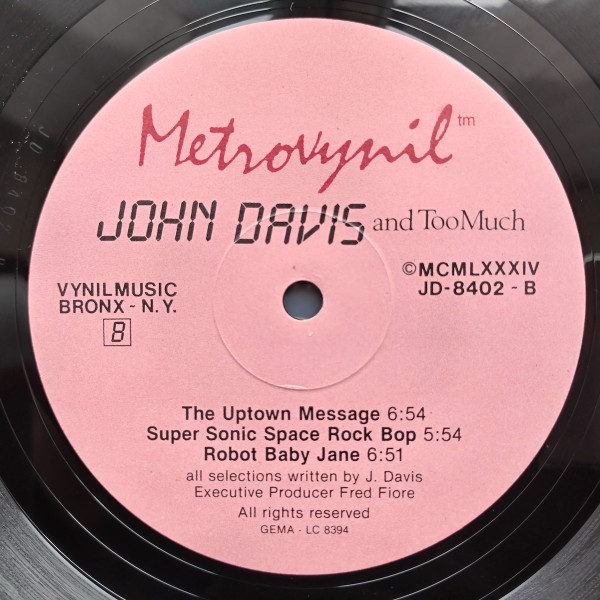 Metrovynil™
JOHN DAVIS and TooMuch
VYNILMUSIC
BRONX - N.Y.
8
©MCMLXXXIV
JD-8402 - B
The Uptown Message 6:54
Super Sonic Space Rock Bop 5:54
Robot Baby Jane 6:51
all selections written by J. Davis
Executive Producer Fred Fiore
All rights reserved
GEMA - LC 8394